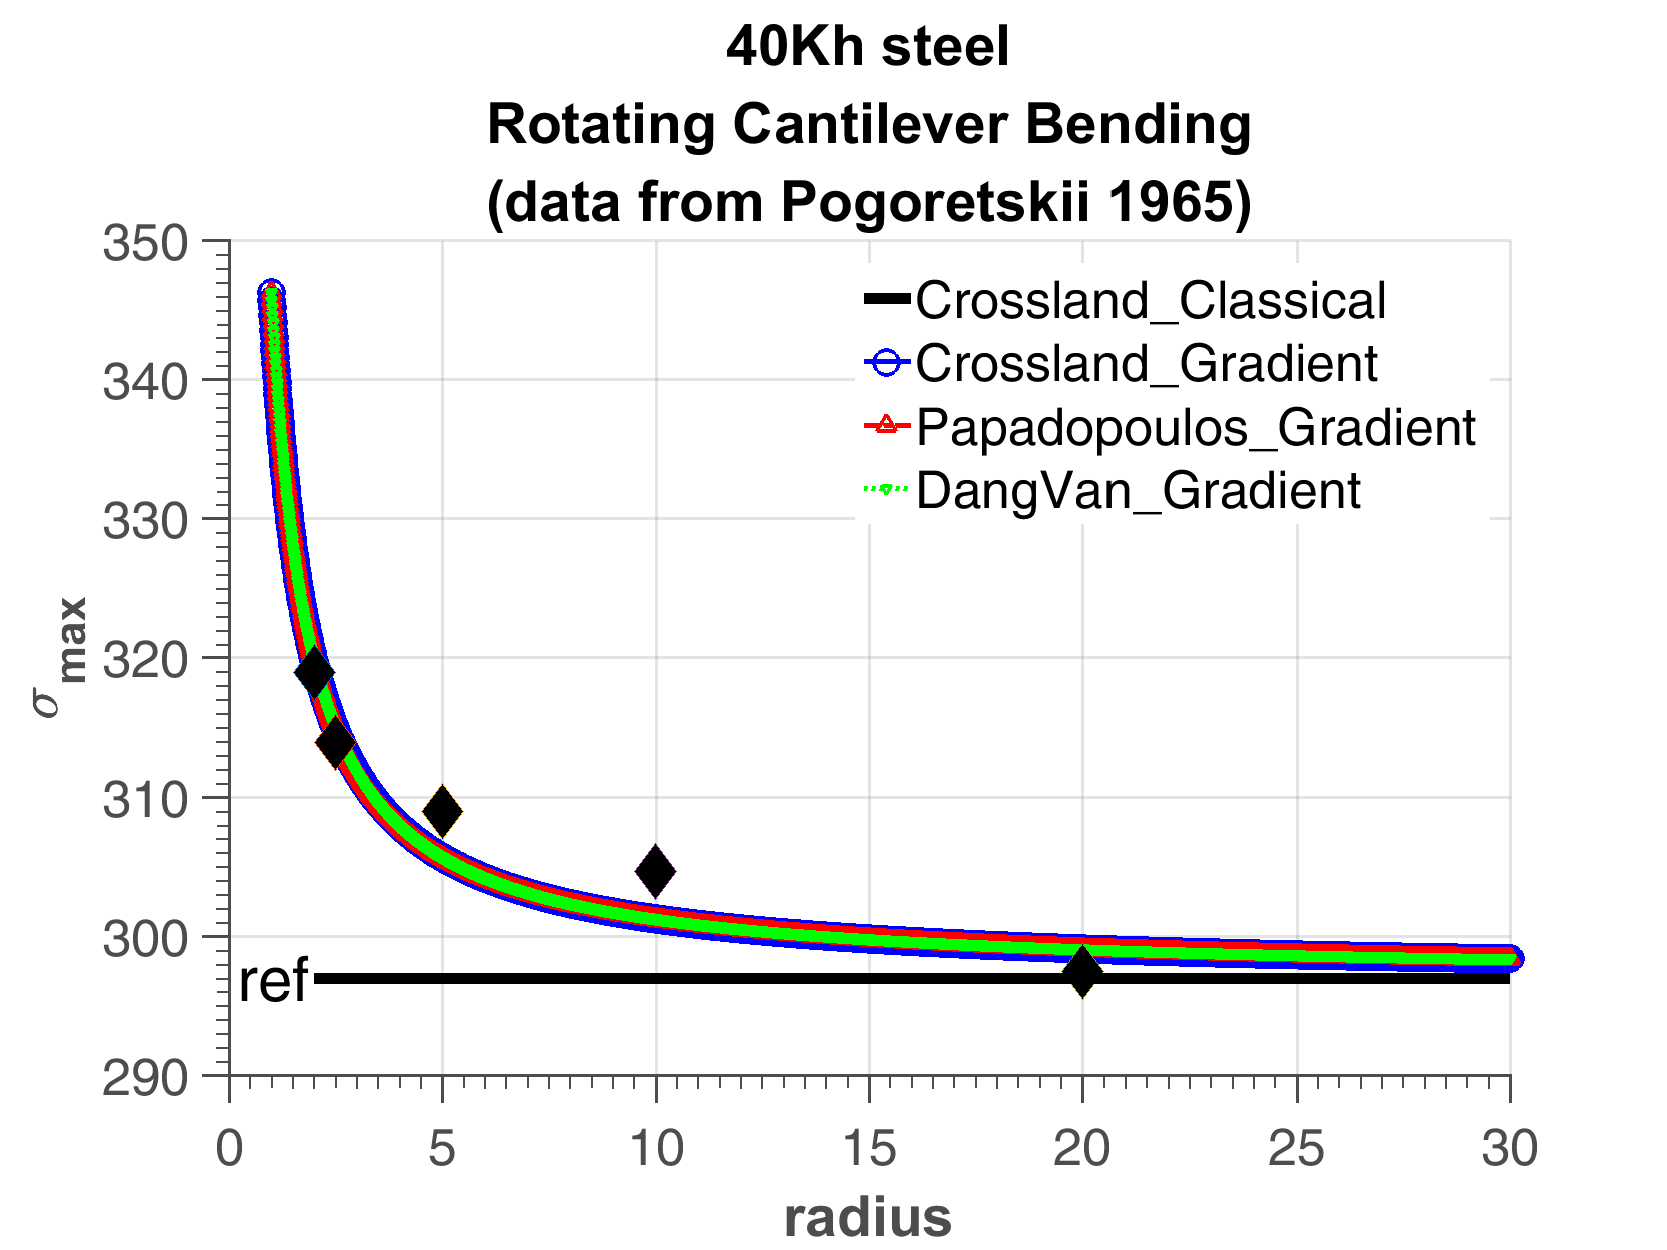 40Kh steel
Rotating Cantilever Bending
(data from Pogoretskii 1965)
350
340
330
320
310
300
290
σ max
Crossland_Classical
Crossland_Gradient
Papadopoulos_Gradient
DangVan_Gradient
ref
0 5 10 15 20 25 30
radius